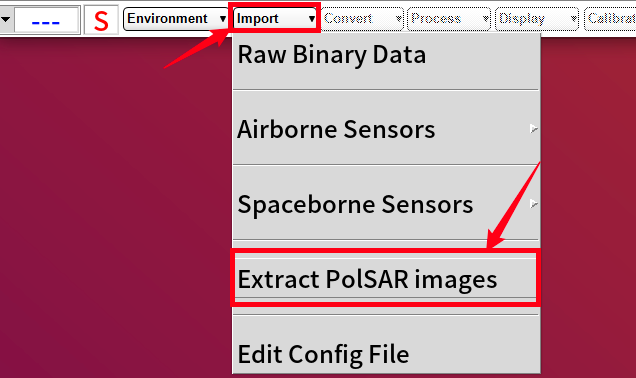 --- S Environment Import Convert Process Display Calibrat
Raw Binary Data
Airborne Sensors
Spaceborne Sensors
Extract PolSAR images
Edit Config File